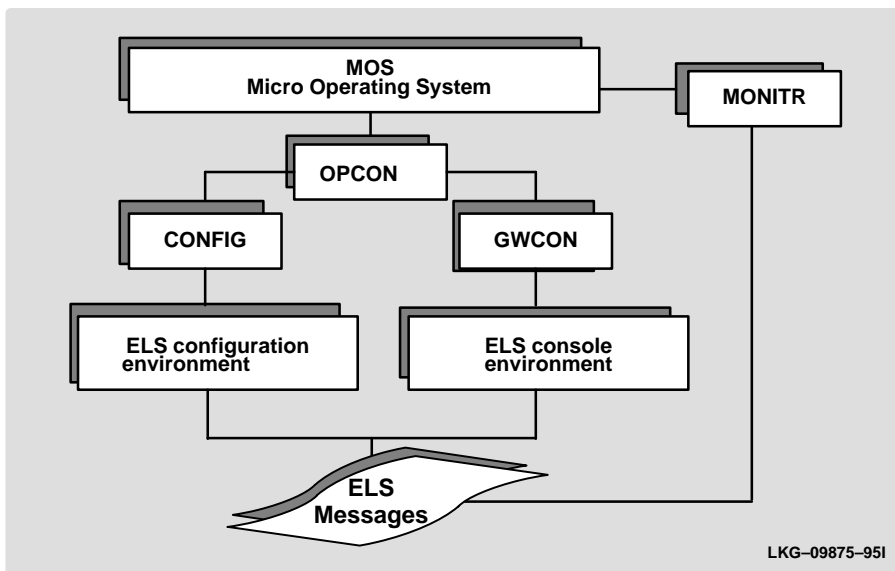 MOS
Micro Operating System
MONITR
OPCON
CONFIG
GWCON
ELS configuration
environment
ELS console
environment
ELS
Messages
LKG–09875–95I